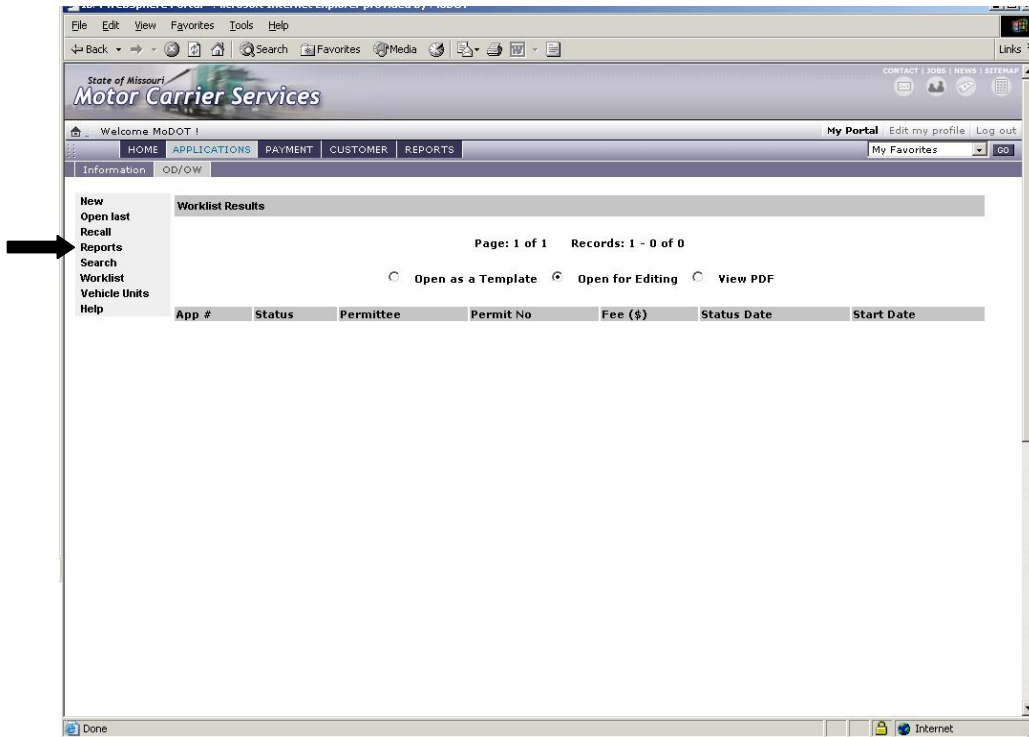 File Edit View Favorites Tools Help
Back Search Favorites Media Links
State of Missouri
Motor Carrier Services
CONTACT | JOBS | NEWS | SITEMAP
Welcome MoDOT !
My Portal Edit my profile Log out
HOME APPLICATIONS PAYMENT CUSTOMER REPORTS
My Favorites GO
Information OD/OW
New
Open last
Recall
Reports
Search
Worklist
Vehicle Units
Help
Worklist Results
Page: 1 of 1 Records: 1 - 0 of 0
Open as a Template Open for Editing View PDF
App # Status Permittee Permit No Fee ($) Status Date Start Date
Done Internet